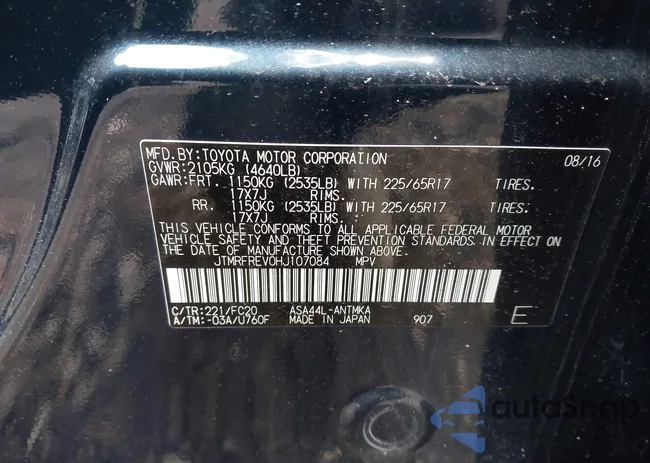 MFD.BY:TOYOTA MOTOR CORPORATION 08/16
GVWR:2105KG (4640LB)
GAWR:FRT. 1150KG (2535LB) WITH 225/65R17 TIRES.
17X7J RIMS.
RR. 1150KG (2535LB) WITH 225/65R17 TIRES.
17X7J RIMS.
THIS VEHICLE CONFORMS TO ALL APPLICABLE FEDERAL MOTOR
VEHICLE SAFETY AND THEFT PREVENTION STANDARDS IN EFFECT ON
THE DATE OF MANUFACTURE SHOWN ABOVE.
JTMRFREV0HJ107084 MPV
C/TR:221/FC20 ASA44L-ANTMKA
A/TM:-03A/U760F MADE IN JAPAN 907 E
autoSnap